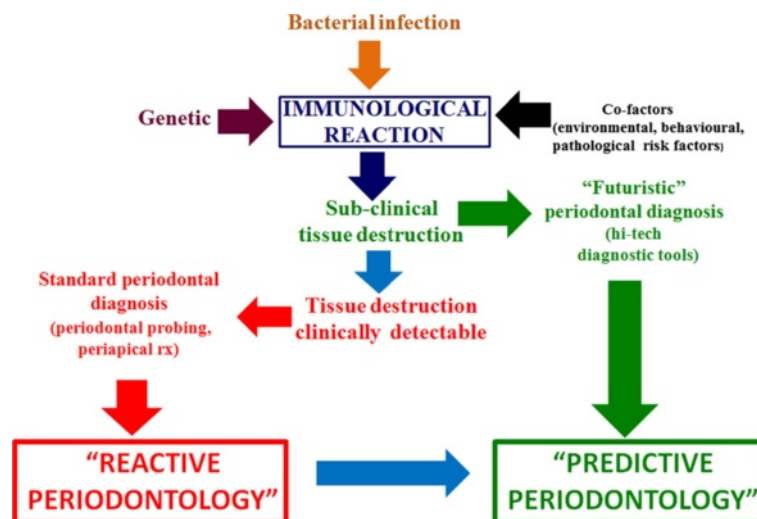 Bacterial infection
Genetic
IMMUNOLOGICAL
REACTION
Co-factors
(environmental, behavioural,
pathological risk factors)
Sub-clinical
tissue destruction
“Futuristic”
periodontal diagnosis
(hi-tech
diagnostic tools)
Standard periodontal
diagnosis
(periodontal probing,
periapical rx)
Tissue destruction
clinically detectable
“REACTIVE
PERIODONTOLOGY”
“PREDICTIVE
PERIODONTOLOGY”